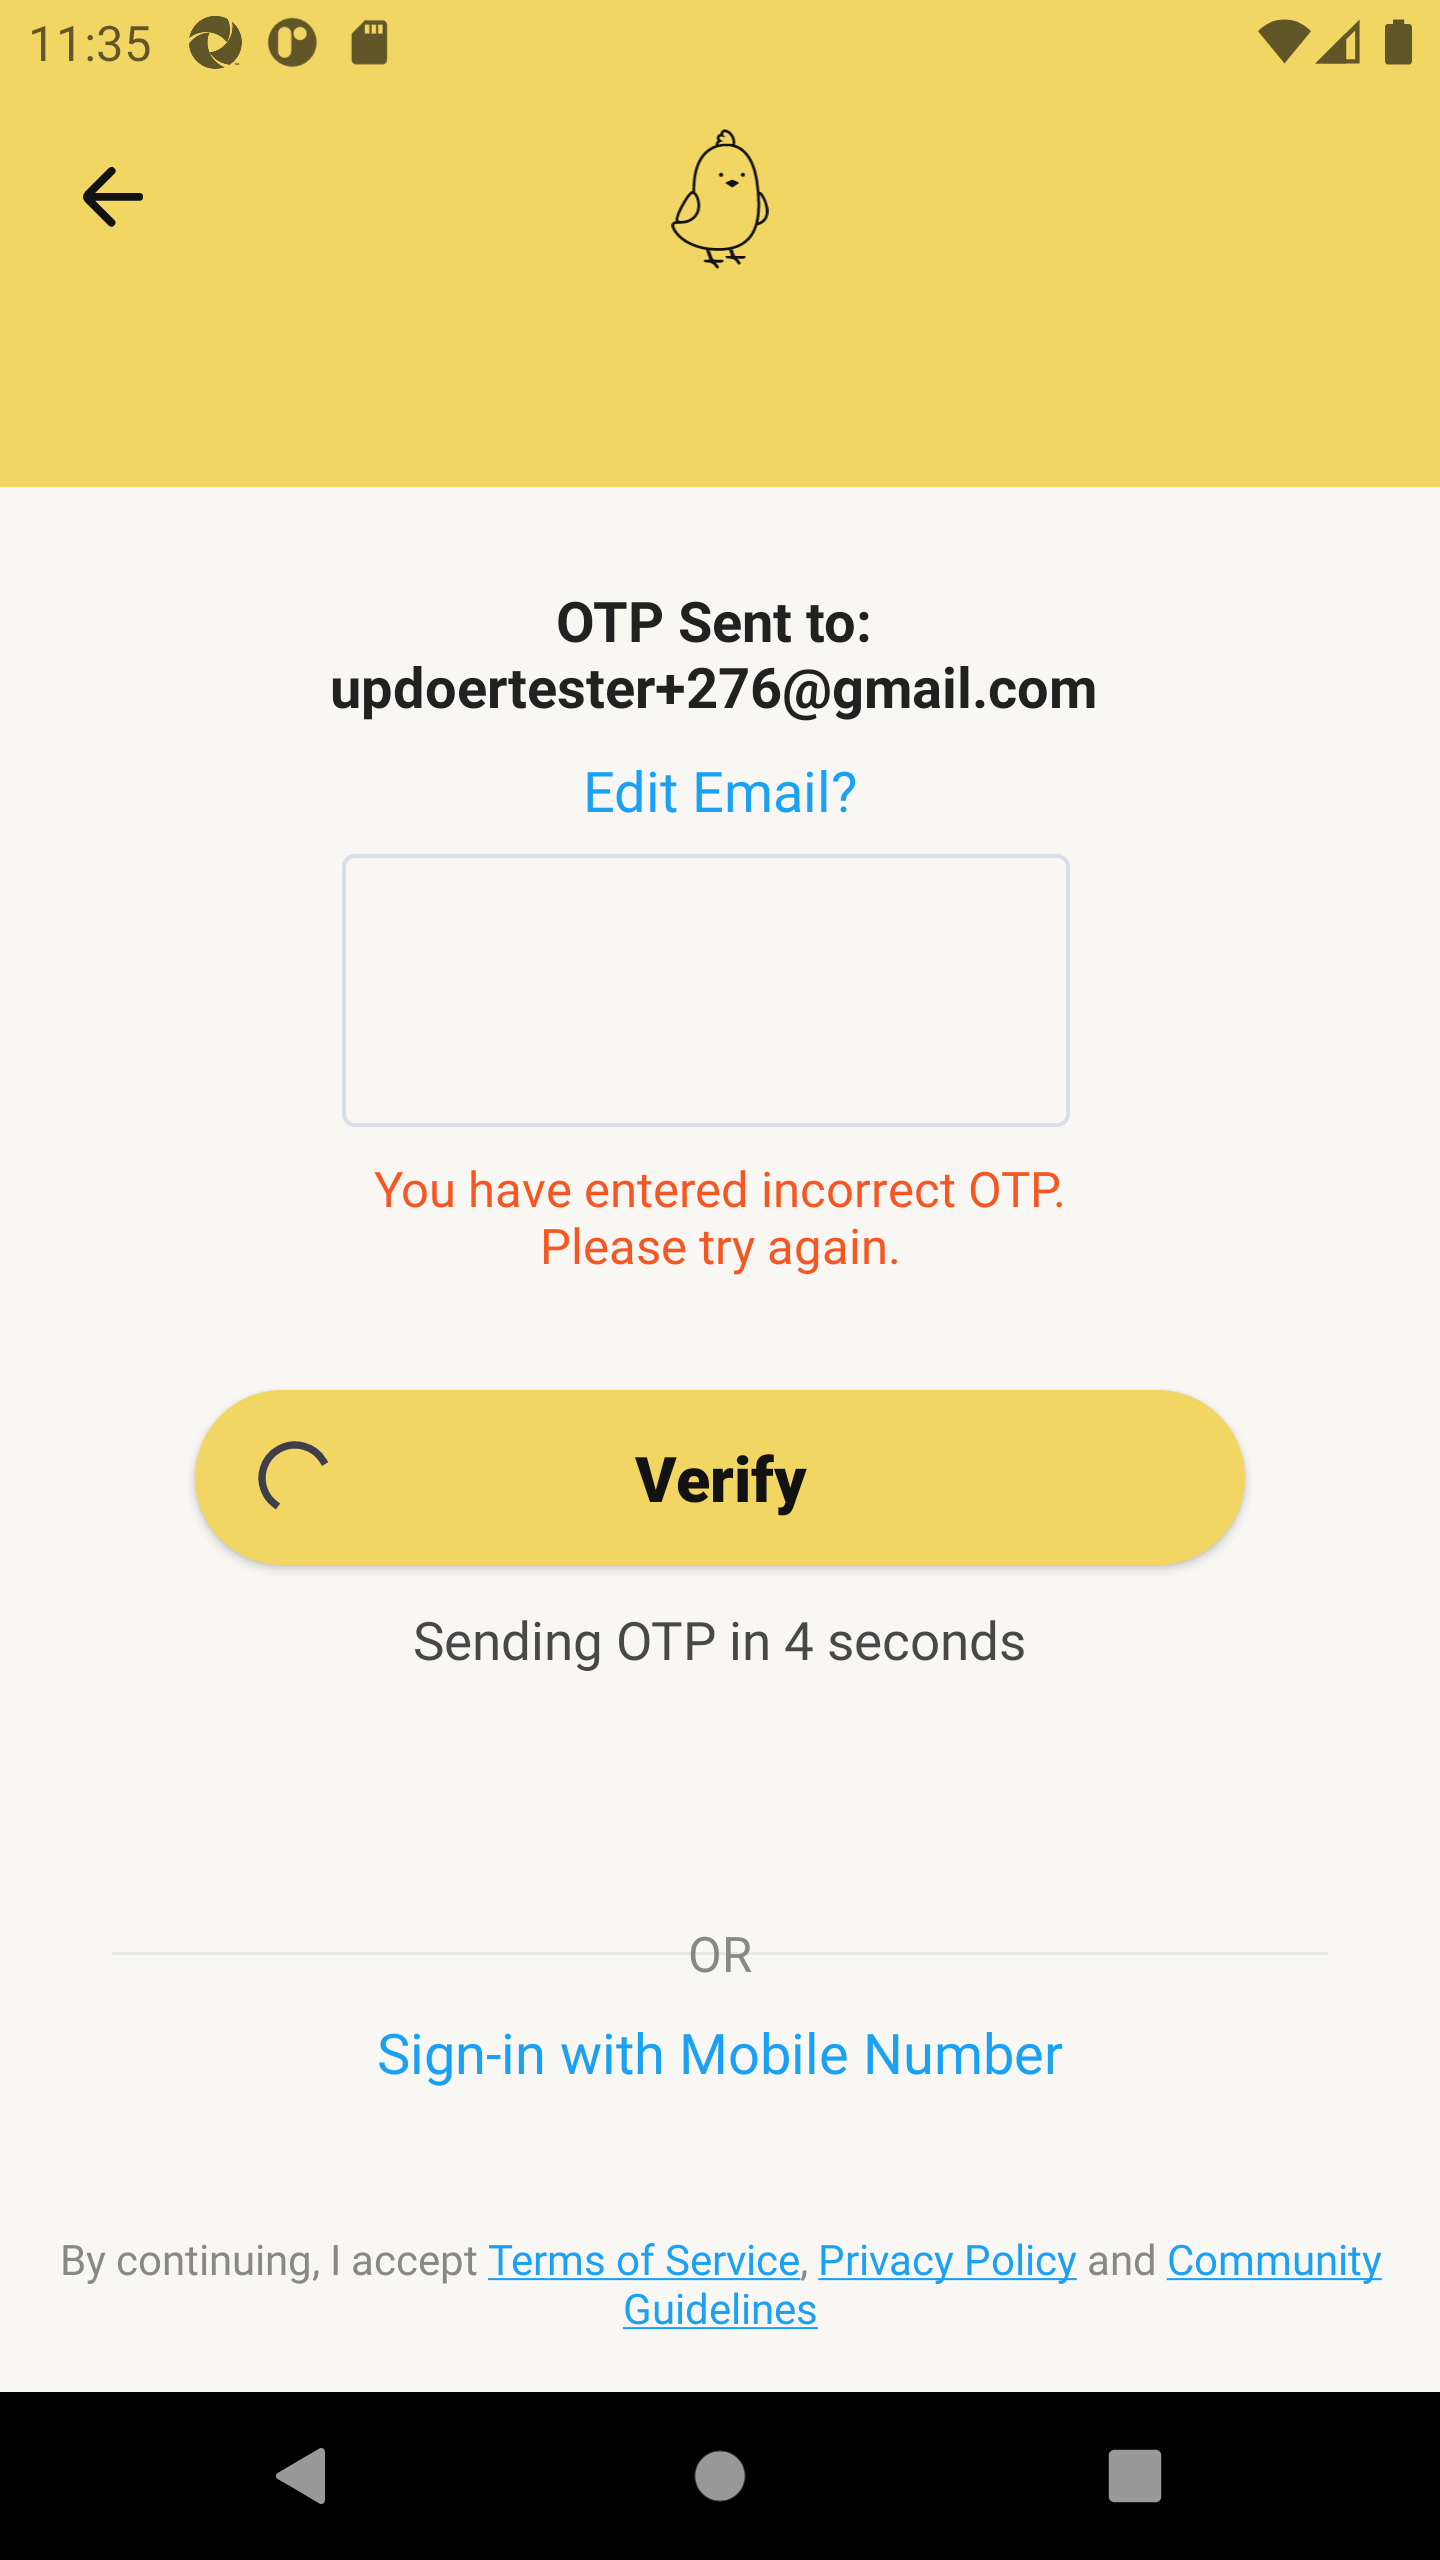 11:35
OTP Sent to:
updoertester+276@gmail.com
Edit Email?
You have entered incorrect OTP.
Please try again.
Verify
Sending OTP in 4 seconds
OR
Sign-in with Mobile Number
By continuing, I accept Terms of Service, Privacy Policy and Community
Guidelines